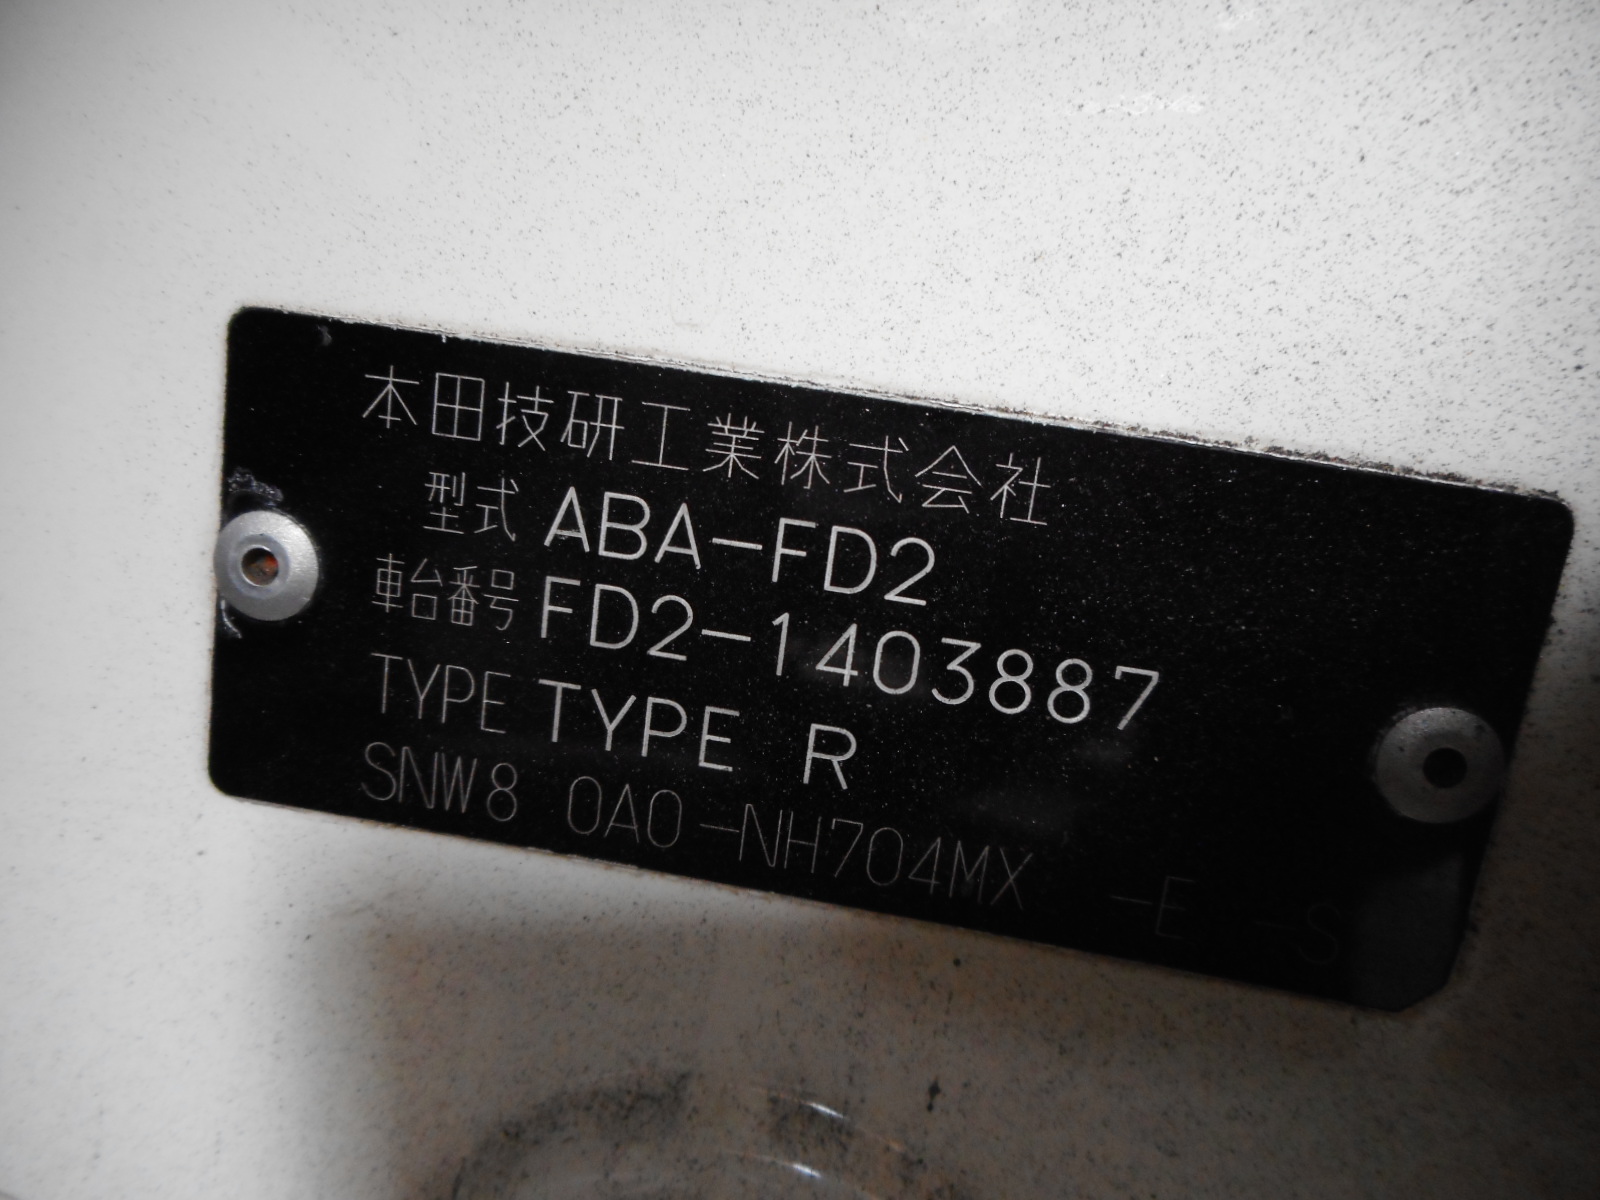 本田技研工業株式会社
型式 ABA-FD2
車台番号 FD2-1403887
TYPE TYPE R
SNW8 0A0-NH704MX -E -S